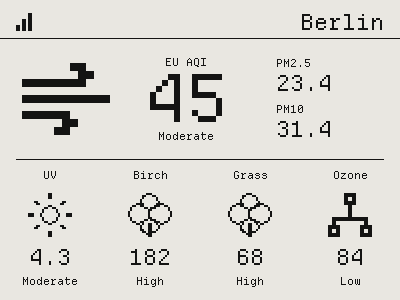 Berlin
EU AQI
45
Moderate
PM2.5
23.4
PM10
31.4
UV
4.3
Moderate
Birch
182
High
Grass
68
High
Ozone
84
Low